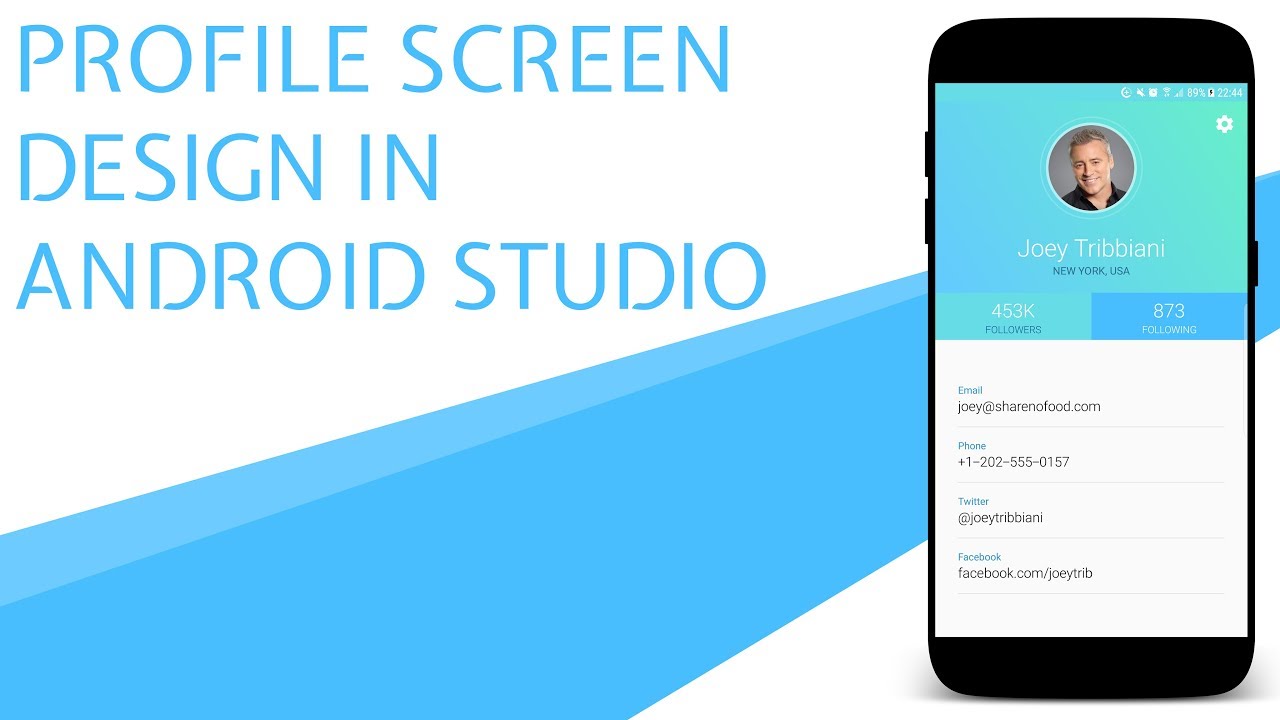 PROFILE SCREEN
DESIGN IN
ANDROID STUDIO
89% 22:44
Joey Tribbiani
NEW YORK, USA
453K 873
FOLLOWERS FOLLOWING
Email
joey@sharenofood.com
Phone
+1-202-555-0157
Twitter
@joeytribbiani
Facebook
facebook.com/joeytrib